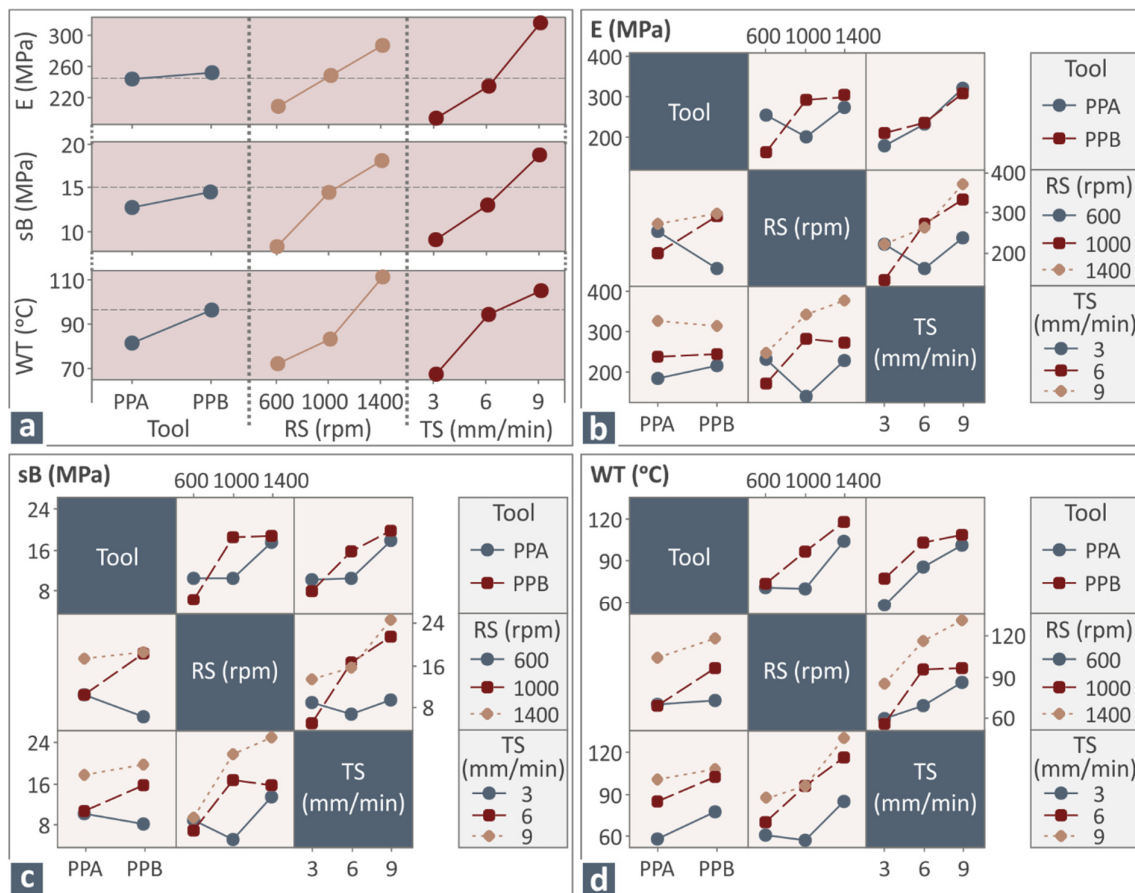 E (MPa)
300
260
220
sB (MPa)
20
15
10
WT (°C)
110
90
70
PPA PPB 600 1000 1400 3 6 9
Tool RS (rpm) TS (mm/min)
a
E (MPa)
600 1000 1400
400
300
200
Tool
Tool
PPA
PPB
RS (rpm)
400
300
200
RS (rpm)
600
1000
1400
400
300
200
TS
(mm/min)
TS
(mm/min)
3
6
9
PPA PPB 3 6 9
b
sB (MPa)
600 1000 1400
24
16
8
Tool
Tool
PPA
PPB
RS (rpm)
24
16
8
RS (rpm)
600
1000
1400
24
16
8
TS
(mm/min)
TS
(mm/min)
3
6
9
PPA PPB 3 6 9
c
WT (°C)
600 1000 1400
120
90
60
Tool
Tool
PPA
PPB
RS (rpm)
120
90
60
RS (rpm)
600
1000
1400
120
90
60
TS
(mm/min)
TS
(mm/min)
3
6
9
PPA PPB 3 6 9
d